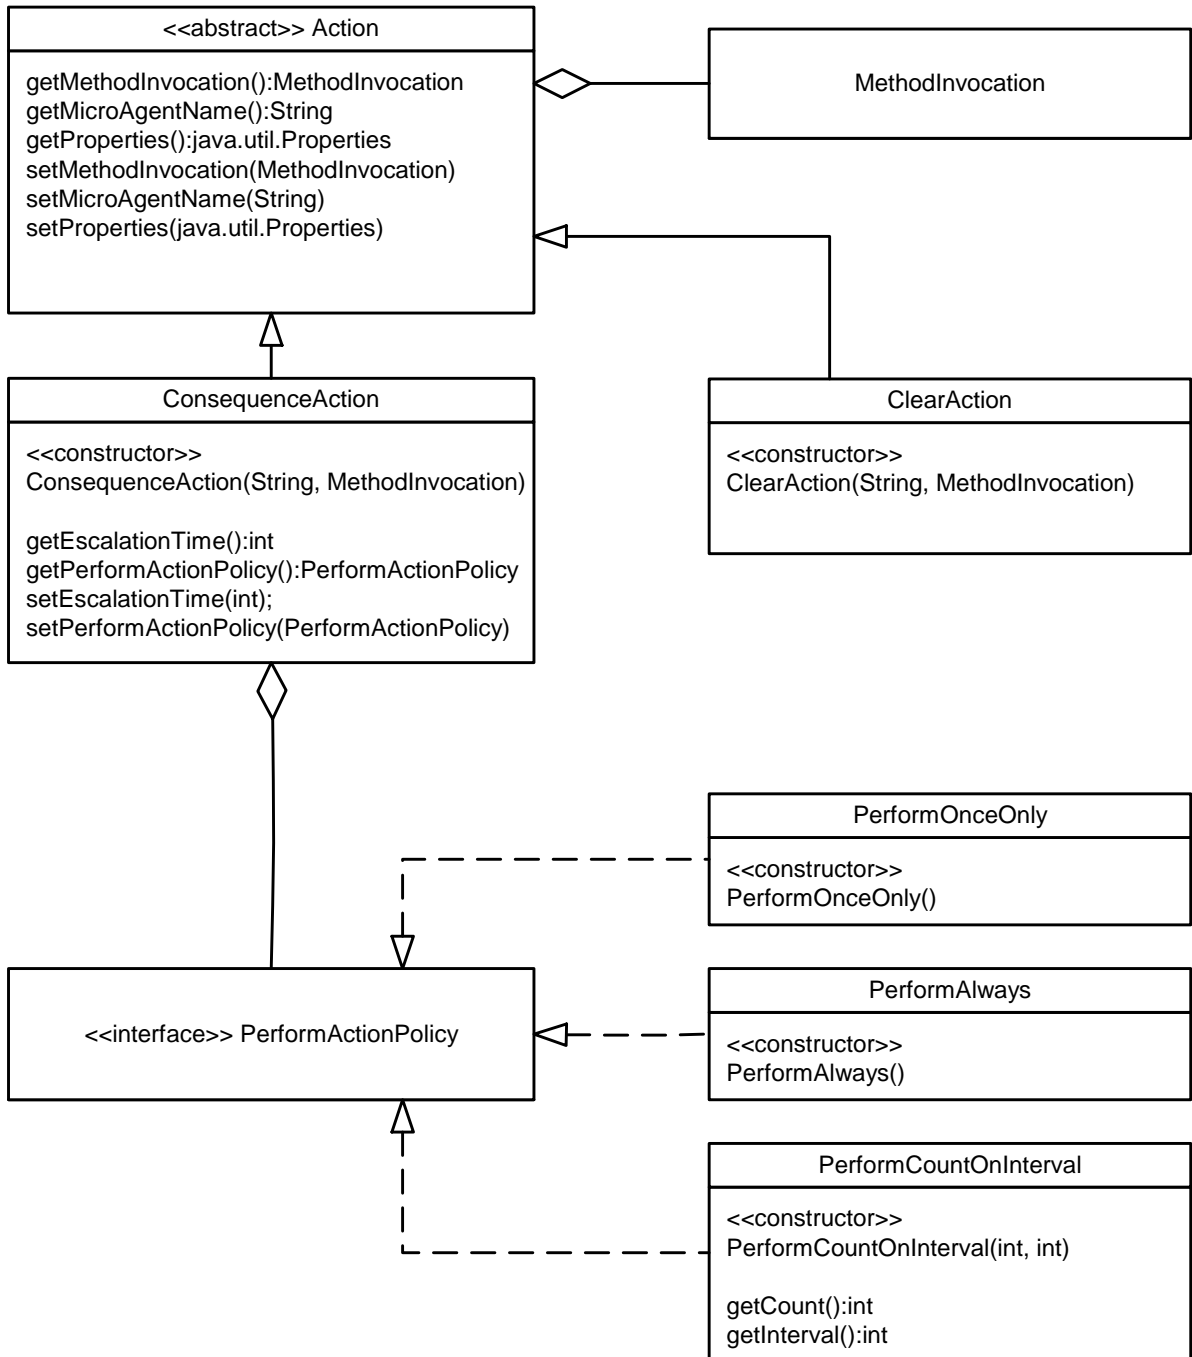 <<abstract>> Action
getMethodInvocation():MethodInvocation
getMicroAgentName():String
getProperties():java.util.Properties
setMethodInvocation(MethodInvocation)
setMicroAgentName(String)
setProperties(java.util.Properties)
MethodInvocation
ConsequenceAction
<<constructor>>
ConsequenceAction(String, MethodInvocation)
getEscalationTime():int
getPerformActionPolicy():PerformActionPolicy
setEscalationTime(int);
setPerformActionPolicy(PerformActionPolicy)
ClearAction
<<constructor>>
ClearAction(String, MethodInvocation)
PerformOnceOnly
<<constructor>>
PerformOnceOnly()
<<interface>> PerformActionPolicy
PerformAlways
<<constructor>>
PerformAlways()
PerformCountOnInterval
<<constructor>>
PerformCountOnInterval(int, int)
getCount():int
getInterval():int